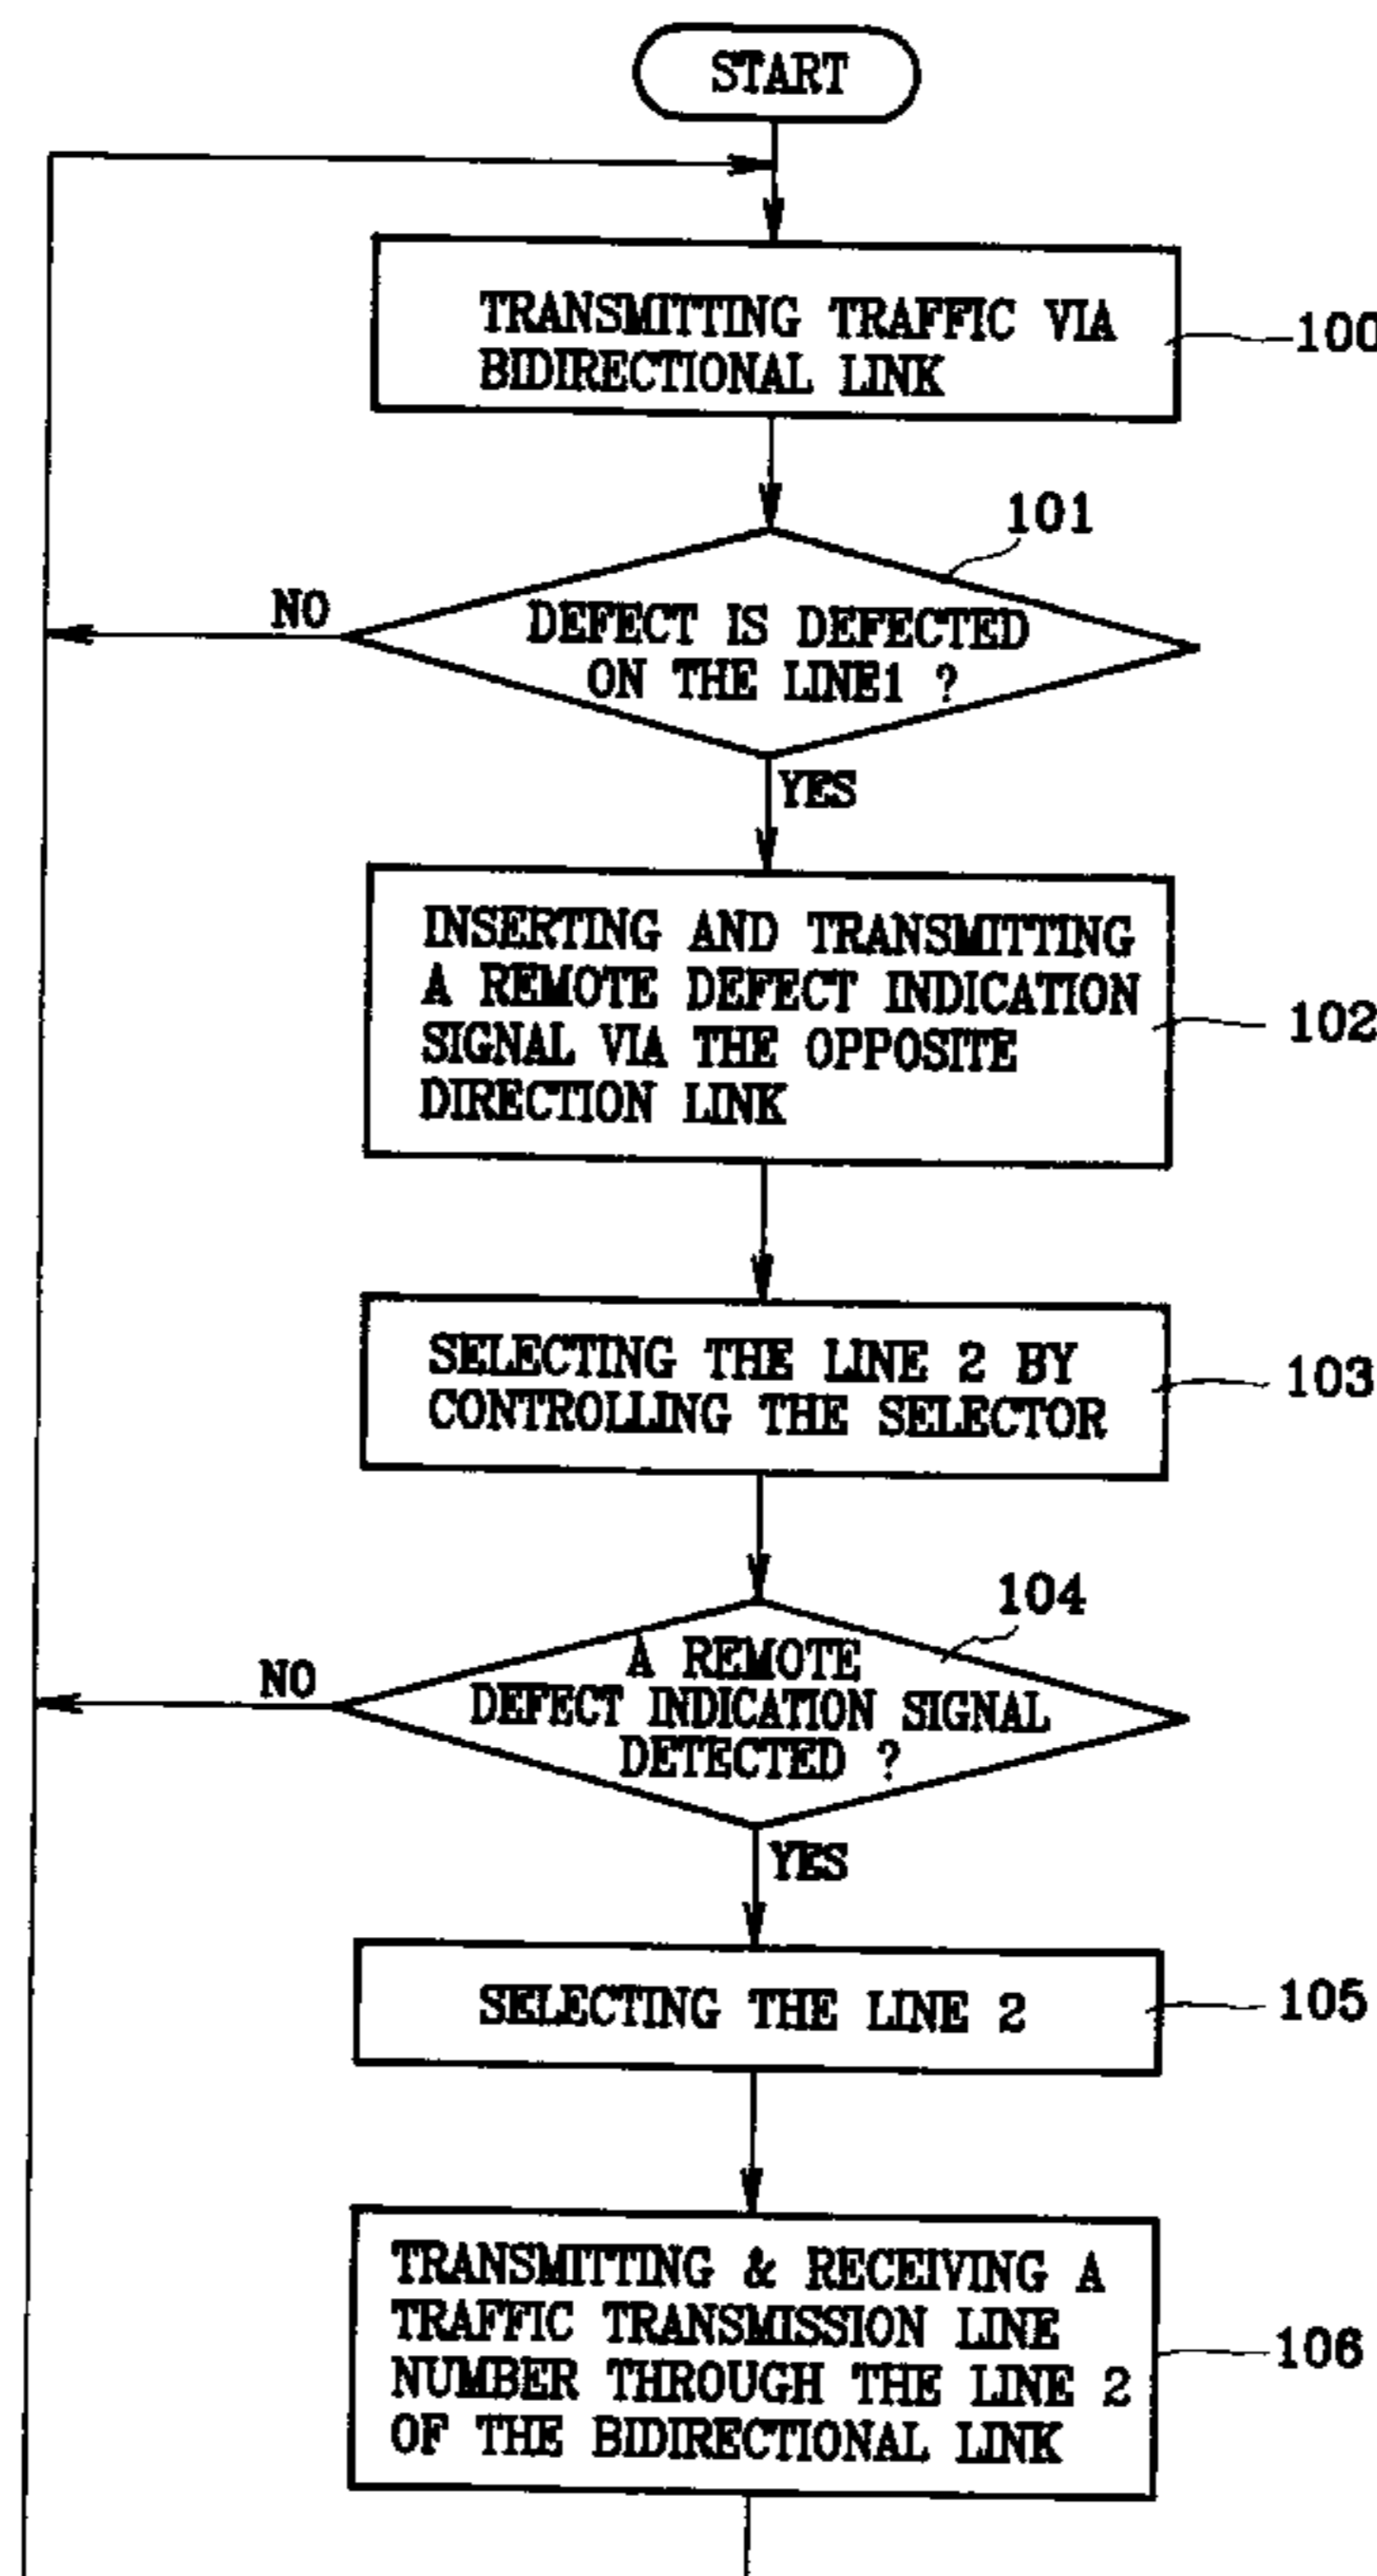 START
TRANSMITTING TRAFFIC VIA
BIDIRECTIONAL LINK
100
101
NO
DEFECT IS DEFECTED
ON THE LINE1 ?
YES
INSERTING AND TRANSMITTING
A REMOTE DEFECT INDICATION
SIGNAL VIA THE OPPOSITE
DIRECTION LINK
102
SELECTING THE LINE 2 BY
CONTROLLING THE SELECTOR
103
104
NO
A REMOTE
DEFECT INDICATION SIGNAL
DETECTED ?
YES
SELECTING THE LINE 2
105
TRANSMITTING & RECEIVING A
TRAFFIC TRANSMISSION LINE
NUMBER THROUGH THE LINE 2
OF THE BIDIRECTIONAL LINK
106